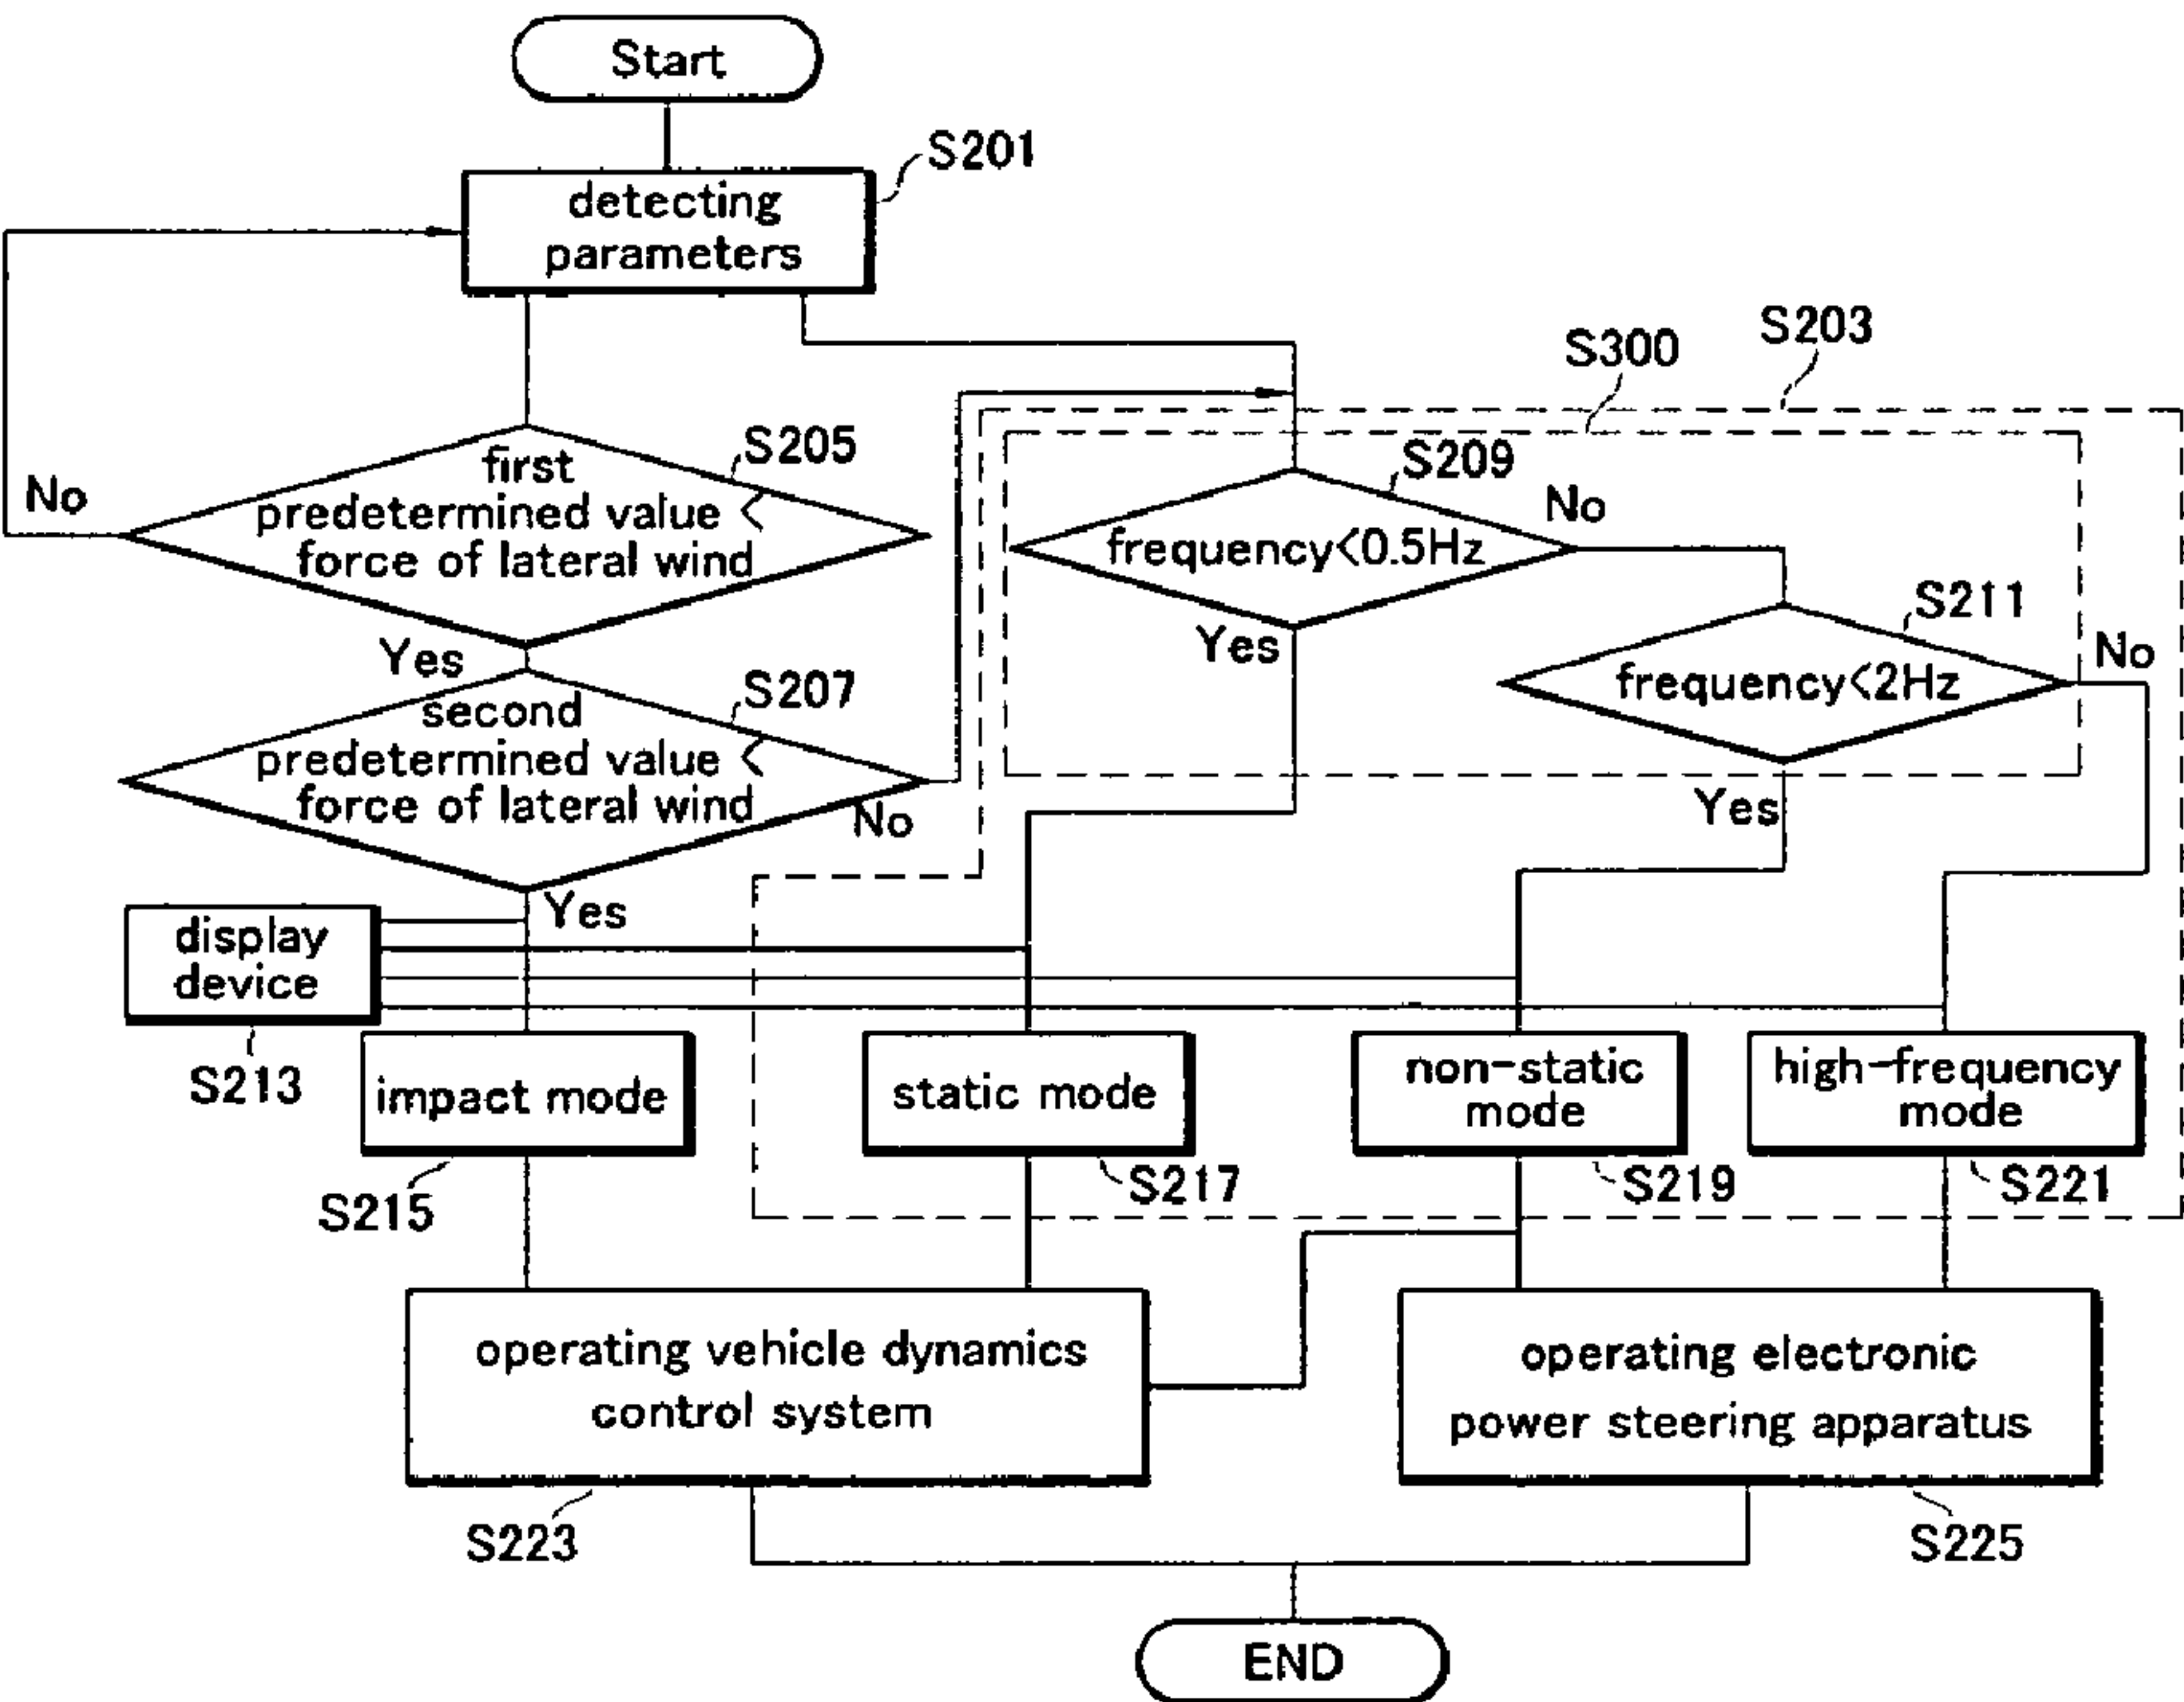 Start
S201
detecting
parameters
S203
S300
S205
first
predetermined value <
force of lateral wind
No
Yes
S209
frequency<0.5Hz
No
Yes
S211
frequency<2Hz
No
Yes
S207
second
predetermined value <
force of lateral wind
No
Yes
display
device
S213
impact mode
S215
static mode
S217
non-static
mode
S219
high-frequency
mode
S221
operating vehicle dynamics
control system
S223
operating electronic
power steering apparatus
S225
END